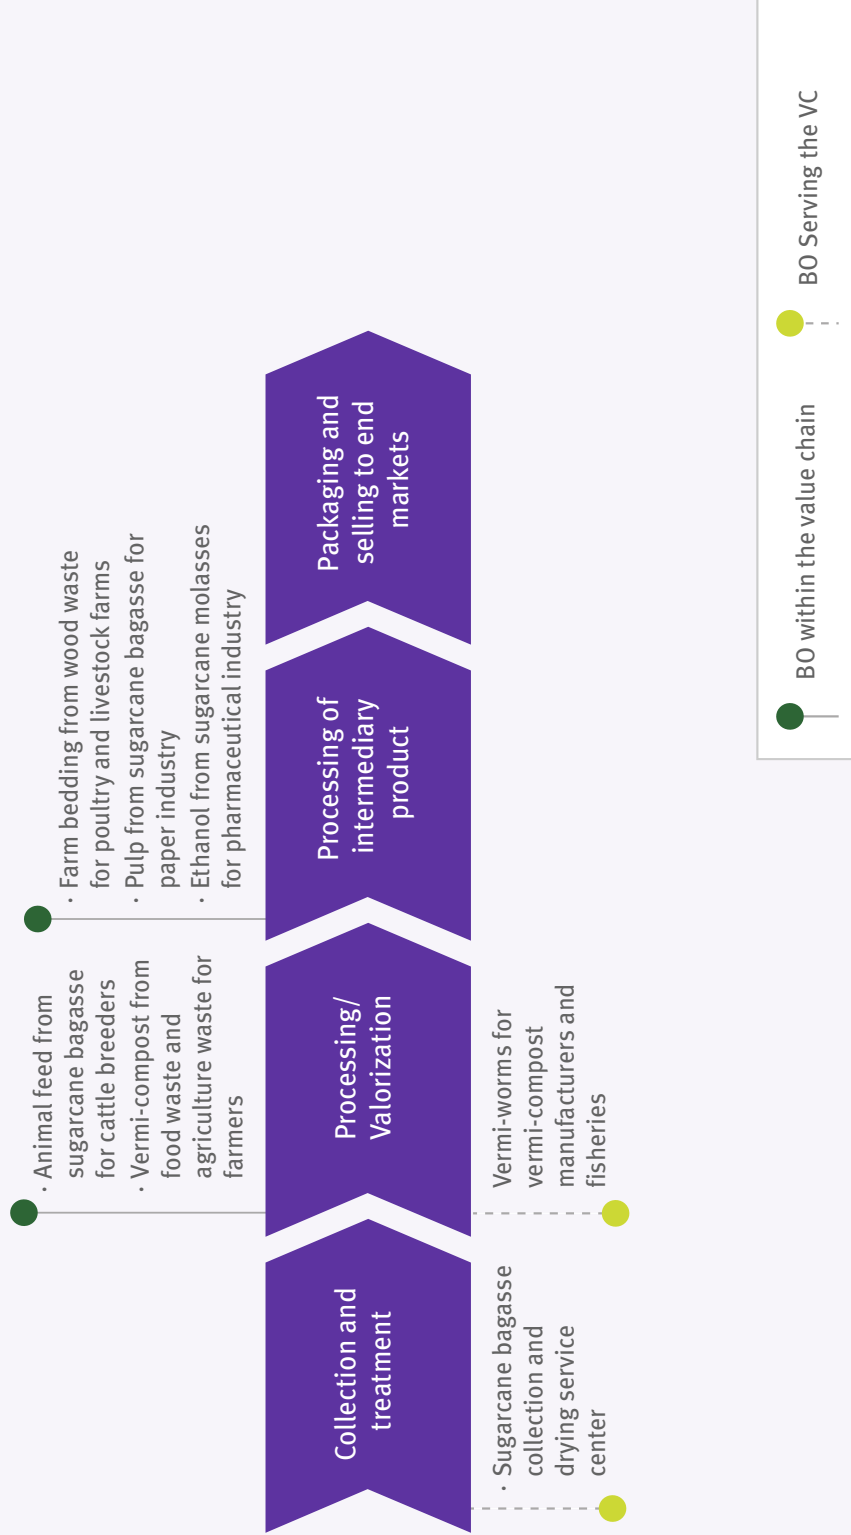 · Animal feed from
sugarcane bagasse
for cattle breeders
· Vermi-compost from
food waste and
agriculture waste for
farmers
· Farm bedding from wood waste
for poultry and livestock farms
· Pulp from sugarcane bagasse for
paper industry
· Ethanol from sugarcane molasses
for pharmaceutical industry
Collection and
treatment
Processing/
Valorization
Processing of
intermediary
product
Packaging and
selling to end
markets
· Sugarcane bagasse
collection and
drying service
center
Vermi-worms for
vermi-compost
manufacturers and
fisheries
BO within the value chain
BO Serving the VC